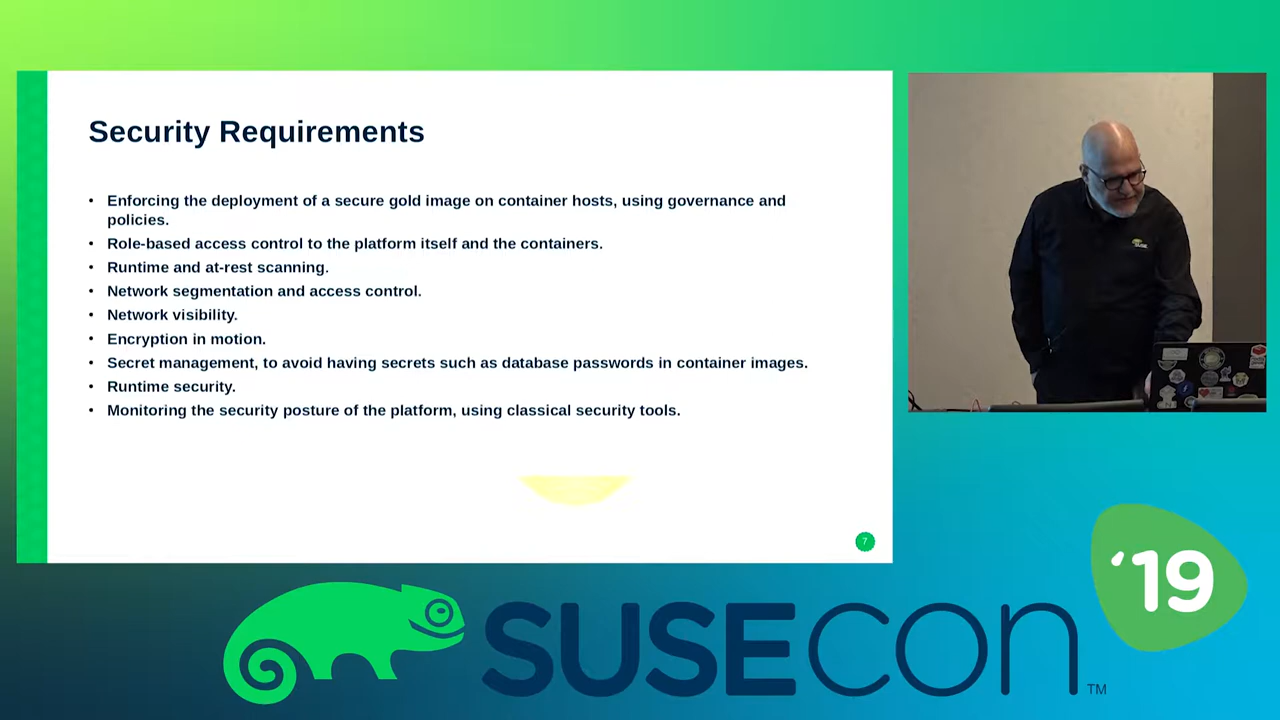 Security Requirements
• Enforcing the deployment of a secure gold image on container hosts, using governance and
policies.
• Role-based access control to the platform itself and the containers.
• Runtime and at-rest scanning.
• Network segmentation and access control.
• Network visibility.
• Encryption in motion.
• Secret management, to avoid having secrets such as database passwords in container images.
• Runtime security.
• Monitoring the security posture of the platform, using classical security tools.
7
SUSE
‘19
SUSECON
TM